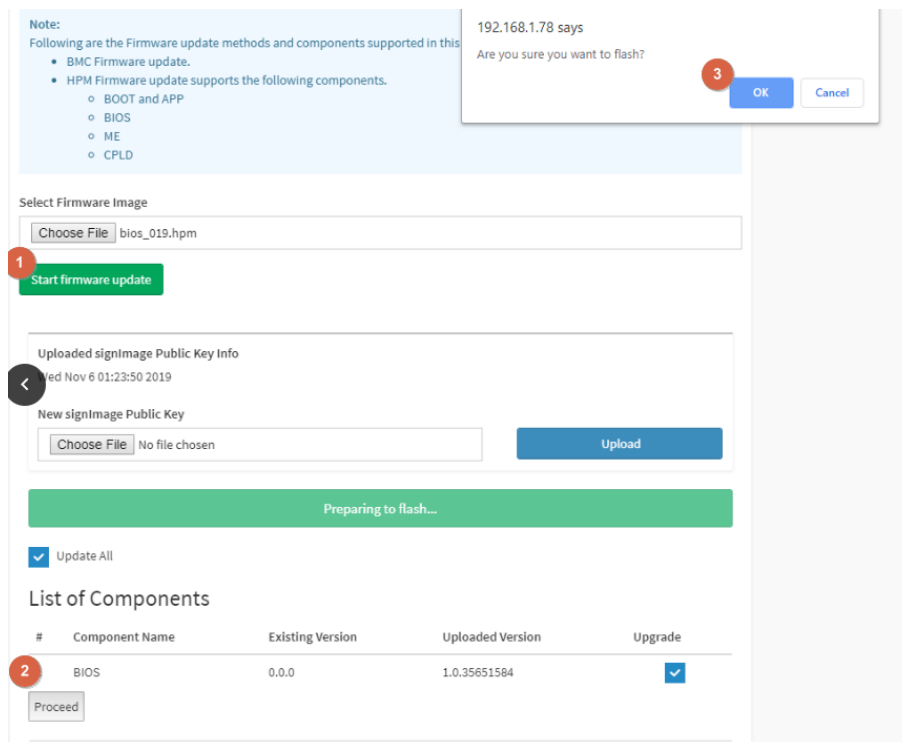 Note:
Following are the Firmware update methods and components supported in this
BMC Firmware update.
HPM Firmware update supports the following components.
BOOT and APP
BIOS
ME
CPLD
192.168.1.78 says
Are you sure you want to flash?
3
OK
Cancel
Select Firmware Image
Choose File bios_019.hpm
1
Start firmware update
Uploaded signImage Public Key Info
Wed Nov 6 01:23:50 2019
New signImage Public Key
Choose File No file chosen
Upload
Preparing to flash...
Update All
List of Components
# Component Name Existing Version Uploaded Version Upgrade
2 BIOS 0.0.0 1.0.35651584
Proceed